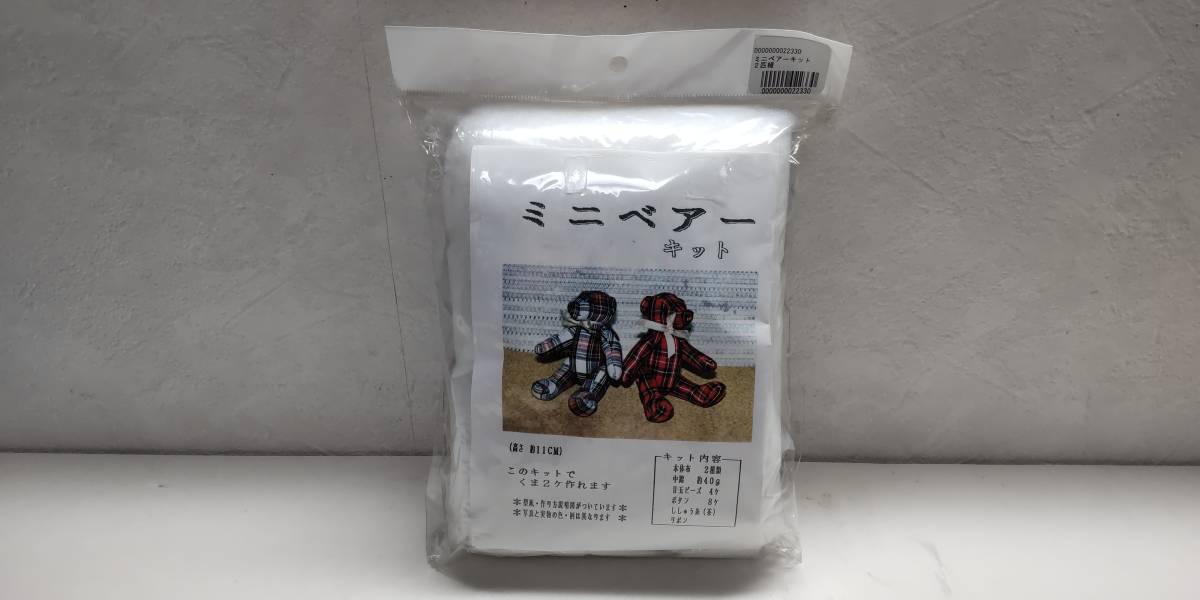 0000000022330
ミニベアーキット
2匹組
0000000022330
ミニベアー
キット
(高さ 約11CM)
このキットで
くま2ケ作れます
＊型紙・作り方説明図がついています＊
＊写真と実物の色・柄は異なります ＊
キット内容
本体布 2種類
中綿 約40g
目玉ビーズ 4ケ
ボタン 8ケ
ししゅう糸(茶)
リボン